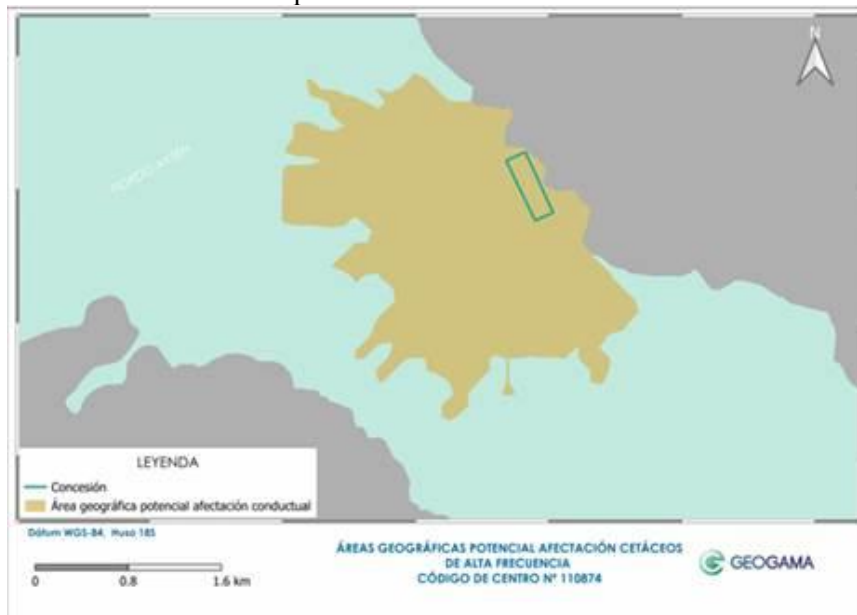 N
LEYENDA
Concesión
Área geográfica potencial afectación conductual
Dátum WGS-84, Huso 18S
0 0.8 1.6 km
ÁREAS GEOGRÁFICAS POTENCIAL AFECTACIÓN CETÁCEOS
DE ALTA FRECUENCIA
CÓDIGO DE CENTRO N° 110874
GEOGAMA